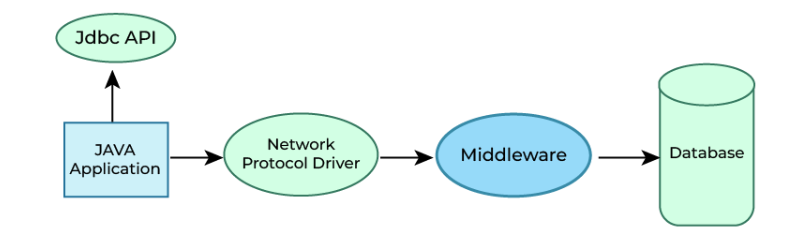 Jdbc API
JAVA
Application
Network
Protocol Driver
Middleware
Database